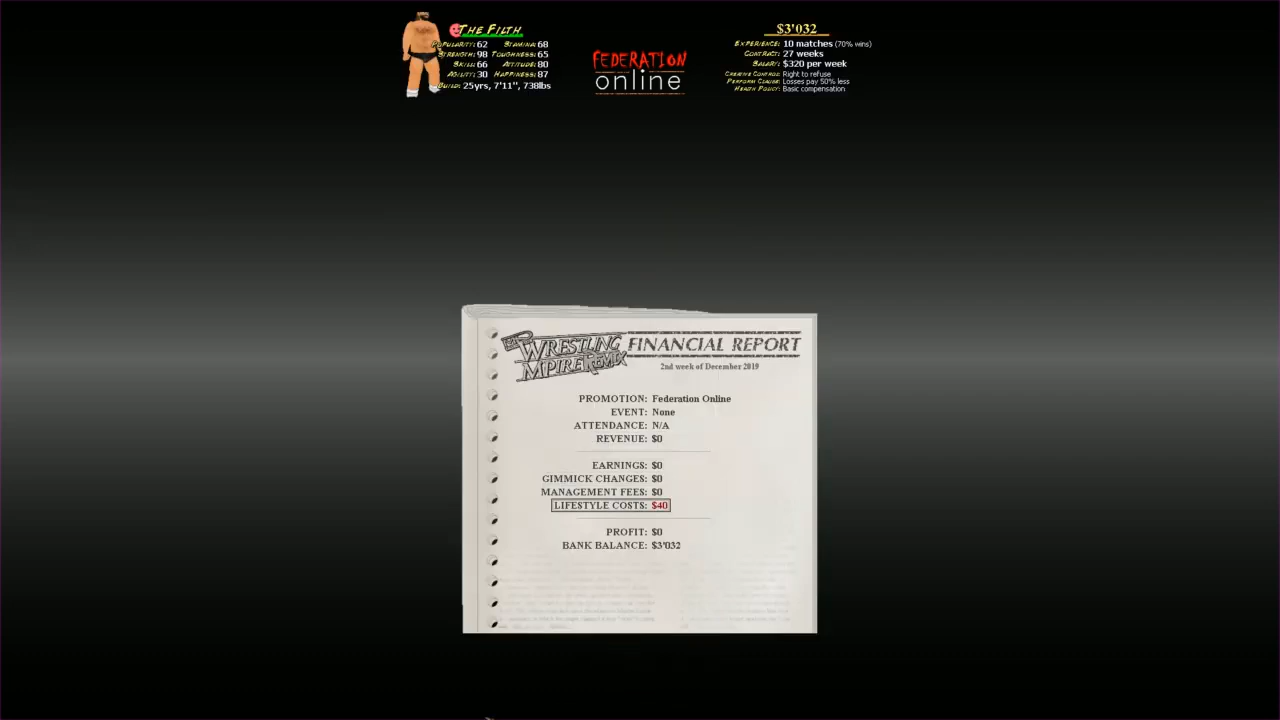 THE FILTH
POPULARITY: 62 STAMINA: 68
STRENGTH: 98 TOUGHNESS: 65
SKILL: 66 ATTITUDE: 80
AGILITY: 30 HAPPINESS: 87
BUILD: 25yrs, 7'11", 738lbs
FEDERATION
online
$3'032
EXPERIENCE: 10 matches (70% wins)
CONTRACT: 27 weeks
SALARY: $320 per week
CREATIVE CONTROL: Right to refuse
PERFORM CLAUSE: Losses pay 50% less
HEALTH POLICY: Basic compensation
WRESTLING
MPIRE REMIX
FINANCIAL REPORT
2nd week of December 2019
PROMOTION: Federation Online
EVENT: None
ATTENDANCE: N/A
REVENUE: $0
EARNINGS: $0
GIMMICK CHANGES: $0
MANAGEMENT FEES: $0
LIFESTYLE COSTS: $40
PROFIT: $0
BANK BALANCE: $3'032